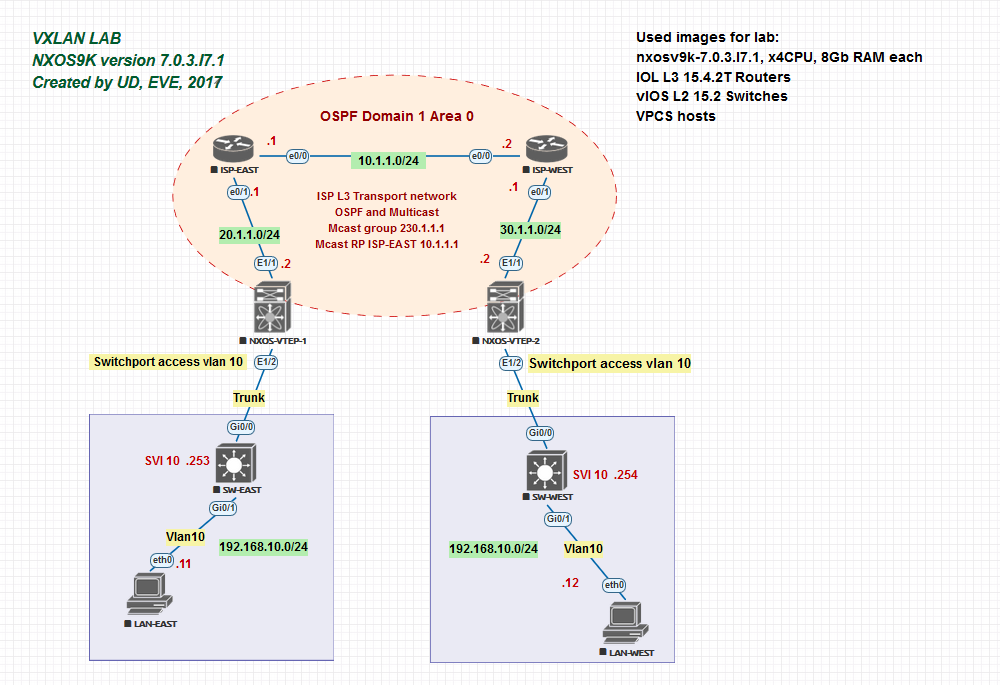 VXLAN LAB
NXOS9K version 7.0.3.I7.1
Created by UD, EVE, 2017
Used images for lab:
nxosv9k-7.0.3.I7.1, x4CPU, 8Gb RAM each
IOL L3 15.4.2T Routers
vIOS L2 15.2 Switches
VPCS hosts
OSPF Domain 1 Area 0
.1
.2
e0/0
10.1.1.0/24
e0/0
ISP-EAST
ISP-WEST
e0/1
.1
.1
e0/1
ISP L3 Transport network
OSPF and Multicast
Mcast group 230.1.1.1
Mcast RP ISP-EAST 10.1.1.1
20.1.1.0/24
30.1.1.0/24
E1/1
.2
.2
E1/1
NXOS-VTEP-1
NXOS-VTEP-2
Switchport access vlan 10
E1/2
E1/2
Switchport access vlan 10
Trunk
Trunk
Gi0/0
Gi0/0
SVI 10 .253
SVI 10 .254
SW-EAST
SW-WEST
Gi0/1
Gi0/1
Vlan10
192.168.10.0/24
192.168.10.0/24
Vlan10
eth0
.11
.12
eth0
LAN-EAST
LAN-WEST